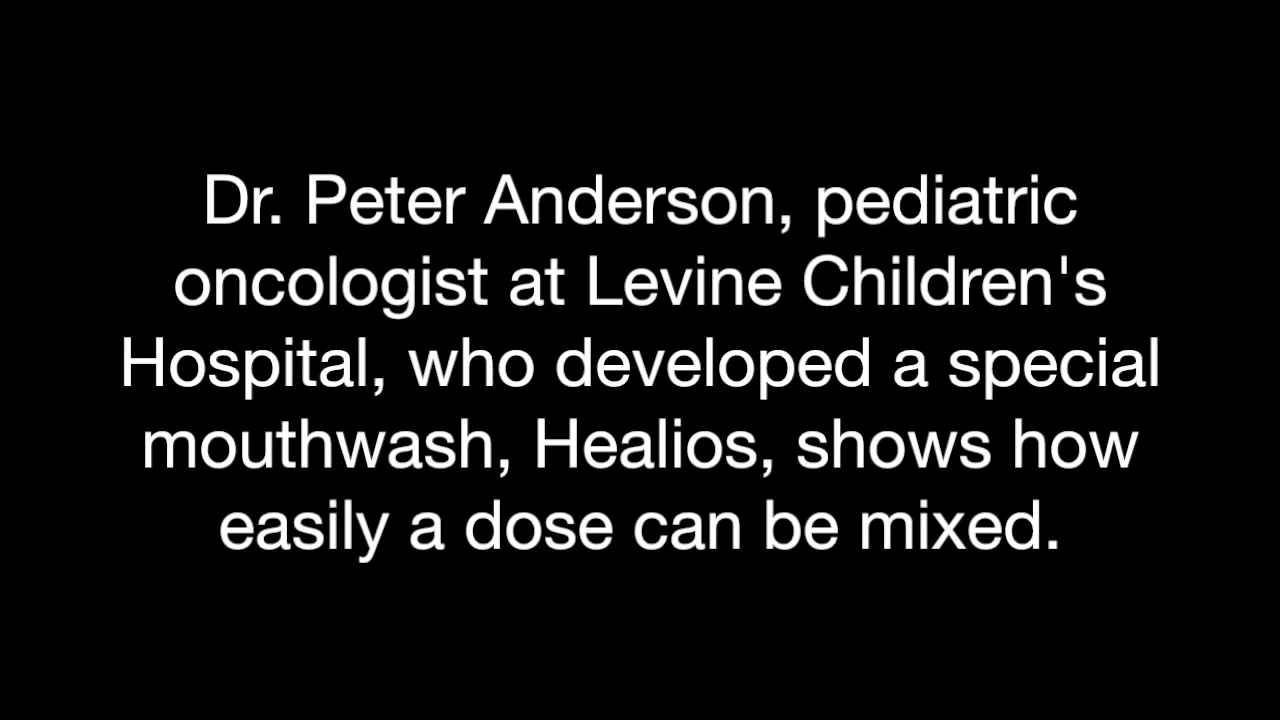 Dr. Peter Anderson, pediatric
oncologist at Levine Children's
Hospital, who developed a special
mouthwash, Healios, shows how
easily a dose can be mixed.